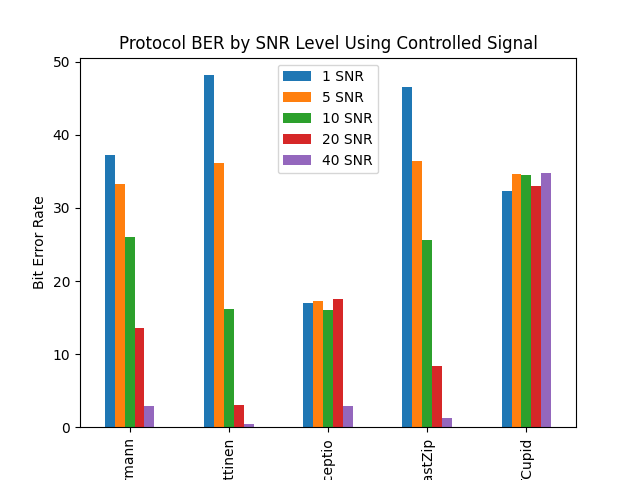 Protocol BER by SNR Level Using Controlled Signal
1 SNR
5 SNR
10 SNR
20 SNR
40 SNR
Bit Error Rate
50
40
30
20
10
0
rmann
ttinen
ceptio
astZip
Cupid